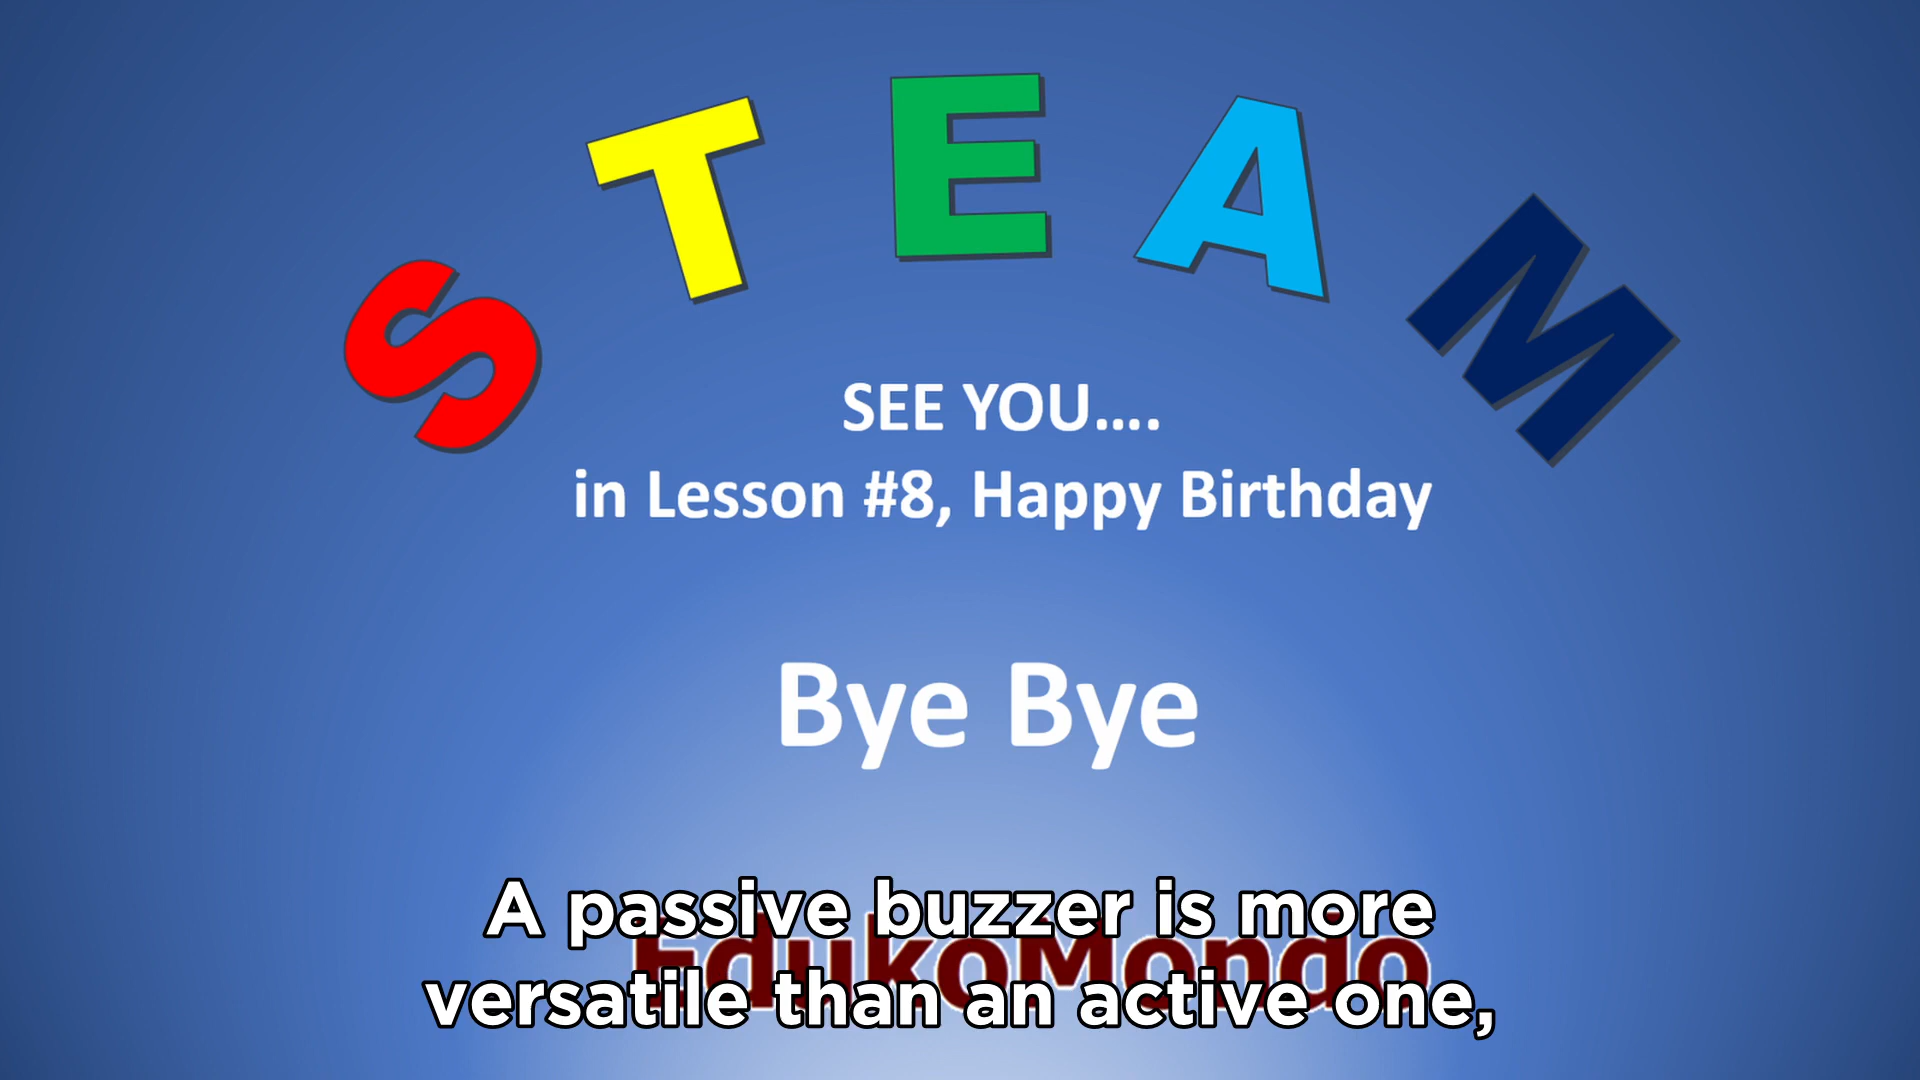 STEAM
SEE YOU....
in Lesson #8, Happy Birthday
Bye Bye
A passive buzzer is more
EdukoMondo
versatile than an active one,